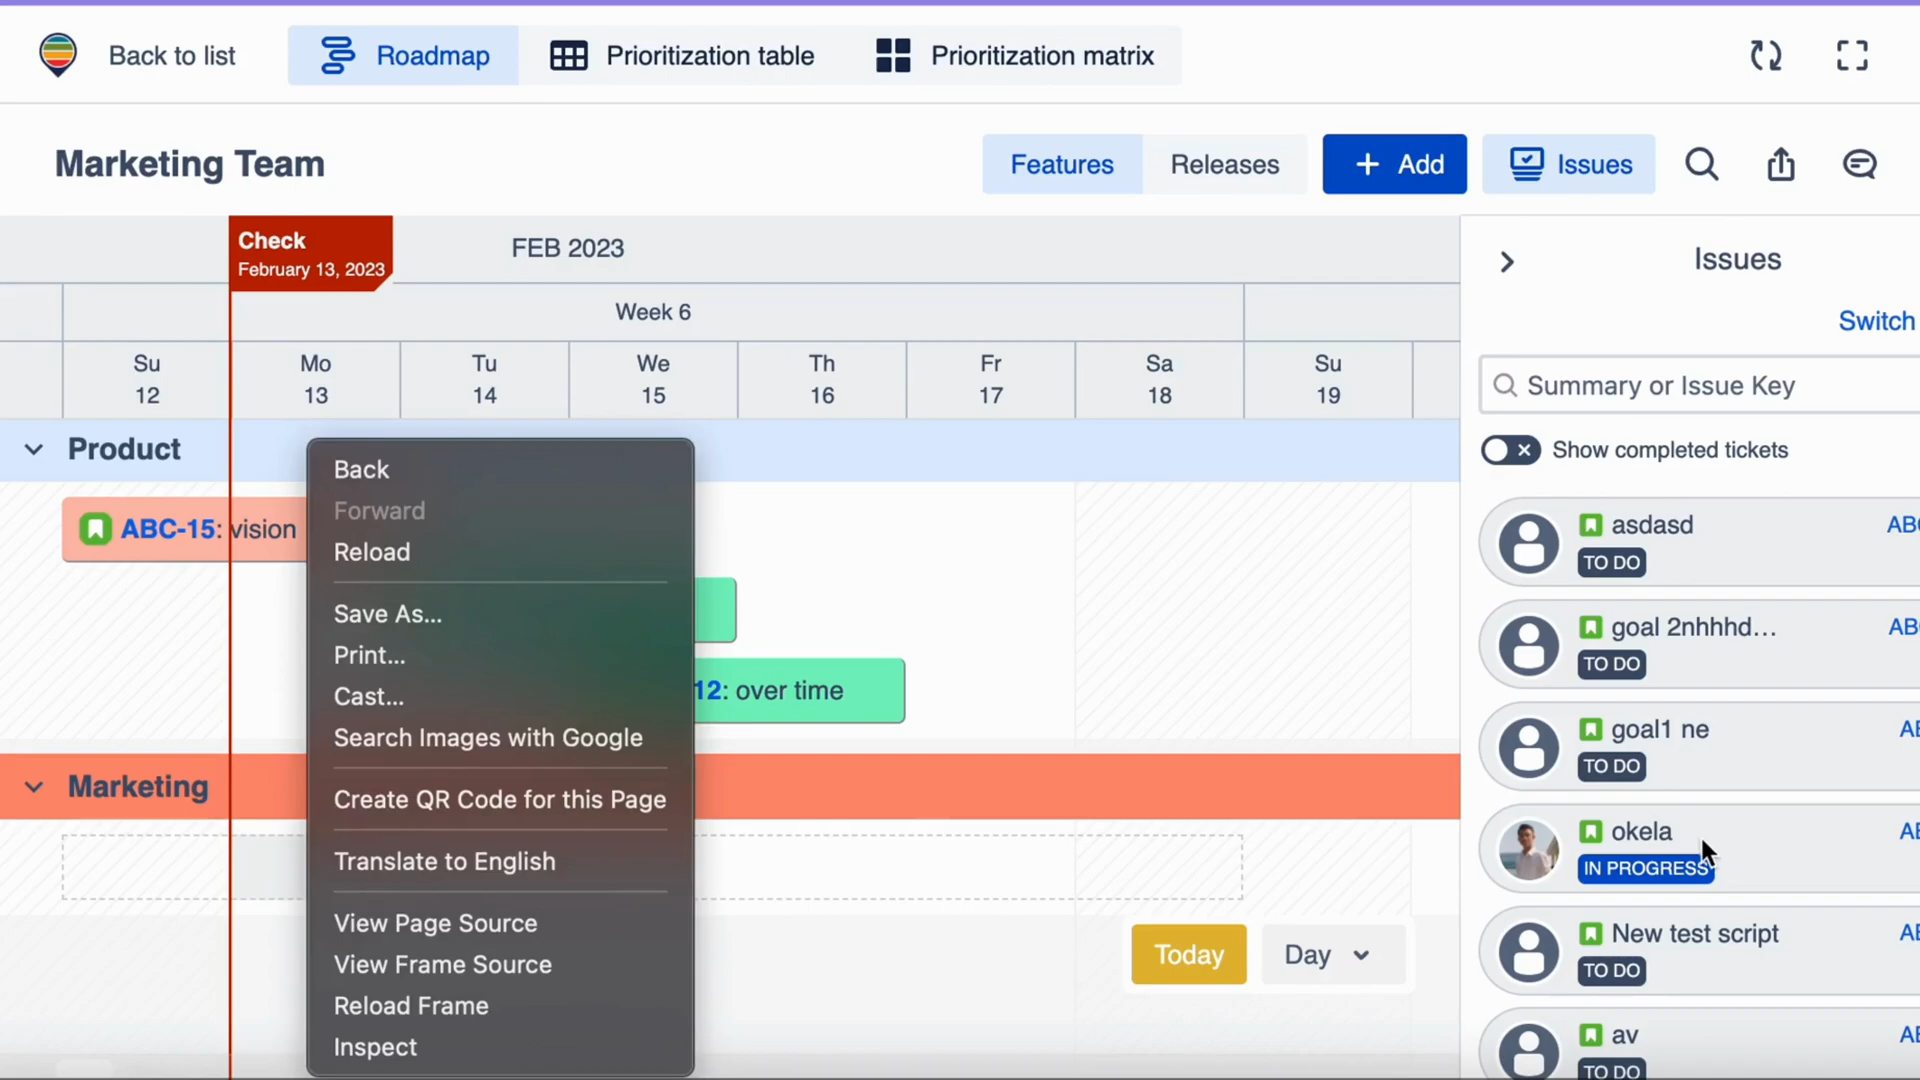 Back to list
Roadmap
Prioritization table
Prioritization matrix
Marketing Team
Features
Releases
+ Add
Issues
Check
February 13, 2023
FEB 2023
Week 6
Su
12
Mo
13
Tu
14
We
15
Th
16
Fr
17
Sa
18
Su
19
Product
ABC-15: vision
12: over time
Marketing
Back
Forward
Reload
Save As...
Print...
Cast...
Search Images with Google
Create QR Code for this Page
Translate to English
View Page Source
View Frame Source
Reload Frame
Inspect
Today
Day
Issues
Switch
Summary or Issue Key
Show completed tickets
asdasd
TO DO
goal 2nhhhd...
TO DO
goal1 ne
TO DO
okela
IN PROGRESS
New test script
TO DO
av
TO DO